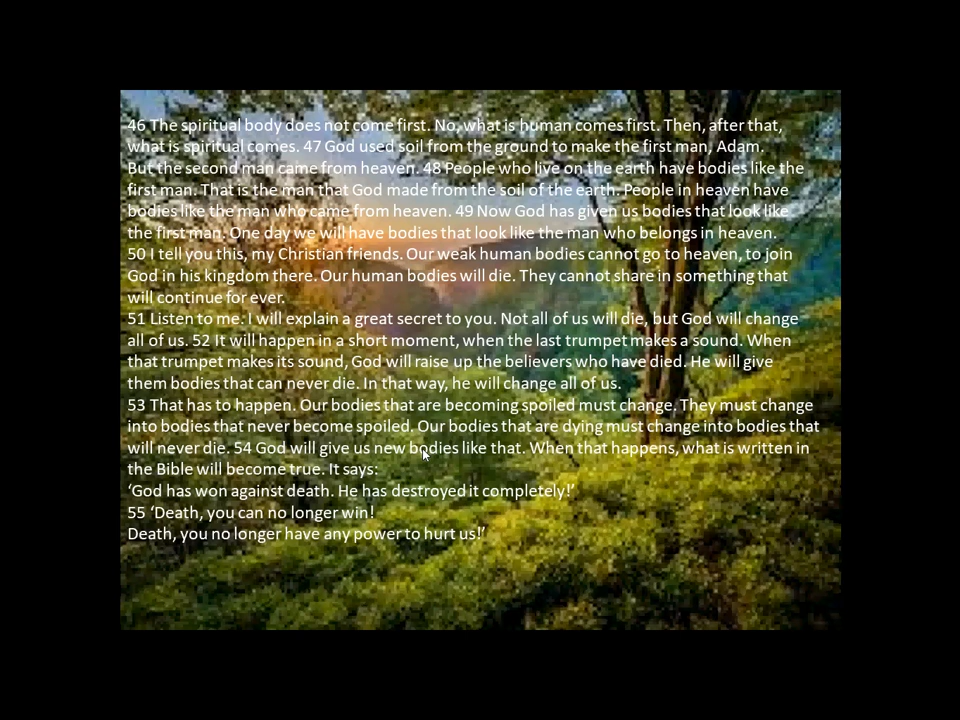 46 The spiritual body does not come first. No, what is human comes first. Then, after that,
what is spiritual comes. 47 God used soil from the ground to make the first man, Adam.
But the second man came from heaven. 48 People who live on the earth have bodies like the
first man. That is the man that God made from the soil of the earth. People in heaven have
bodies like the man who came from heaven. 49 Now God has given us bodies that look like
the first man. One day we will have bodies that look like the man who belongs in heaven.
50 I tell you this, my Christian friends. Our weak human bodies cannot go to heaven, to join
God in his kingdom there. Our human bodies will die. They cannot share in something that
will continue for ever.
51 Listen to me. I will explain a great secret to you. Not all of us will die, but God will change
all of us. 52 It will happen in a short moment, when the last trumpet makes a sound. When
that trumpet makes its sound, God will raise up the believers who have died. He will give
them bodies that can never die. In that way, he will change all of us.
53 That has to happen. Our bodies that are becoming spoiled must change. They must change
into bodies that never become spoiled. Our bodies that are dying must change into bodies that
will never die. 54 God will give us new bodies like that. When that happens, what is written in
the Bible will become true. It says:
‘God has won against death. He has destroyed it completely!’
55 ‘Death, you can no longer win!
Death, you no longer have any power to hurt us!’